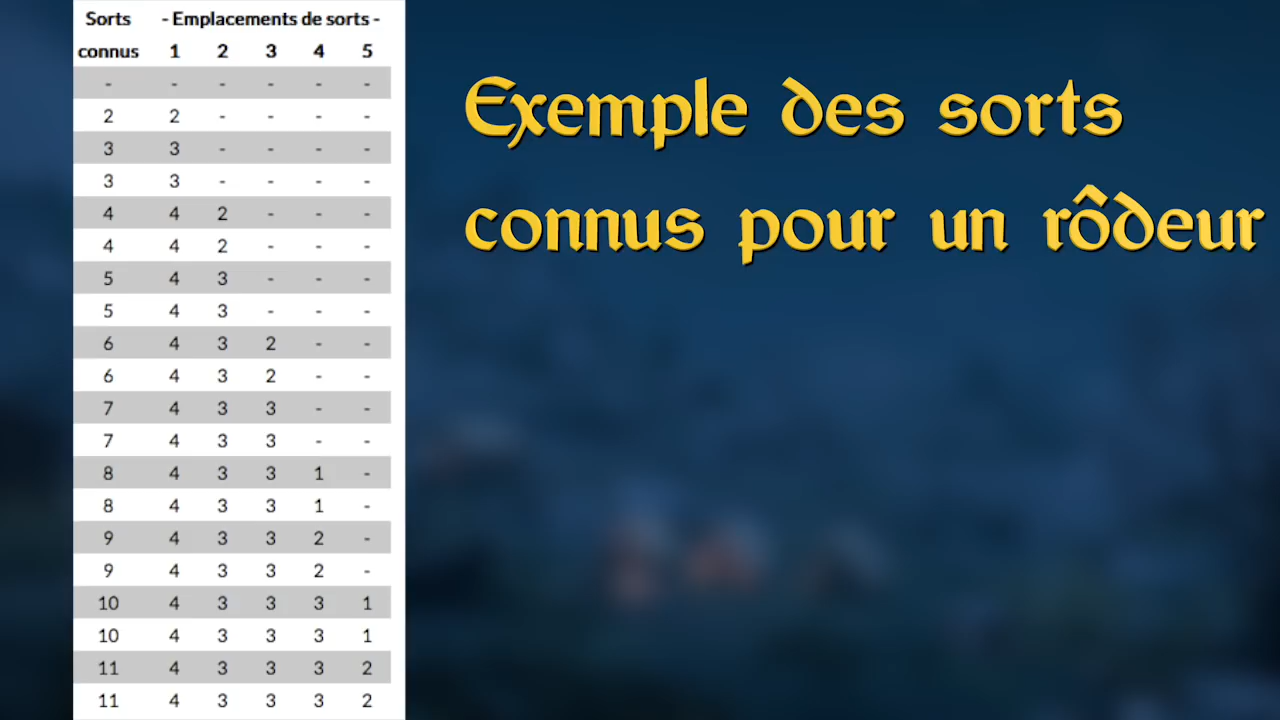 Sorts - Emplacements de sorts -
connus 1 2 3 4 5
- - - - - -
2 2 - - - -
3 3 - - - -
3 3 - - - -
4 4 2 - - -
4 4 2 - - -
5 4 3 - - -
5 4 3 - - -
6 4 3 2 - -
6 4 3 2 - -
7 4 3 3 - -
7 4 3 3 - -
8 4 3 3 1 -
8 4 3 3 1 -
9 4 3 3 2 -
9 4 3 3 2 -
10 4 3 3 3 1
10 4 3 3 3 1
11 4 3 3 3 2
11 4 3 3 3 2
Exemple des sorts
connus pour un rôdeur